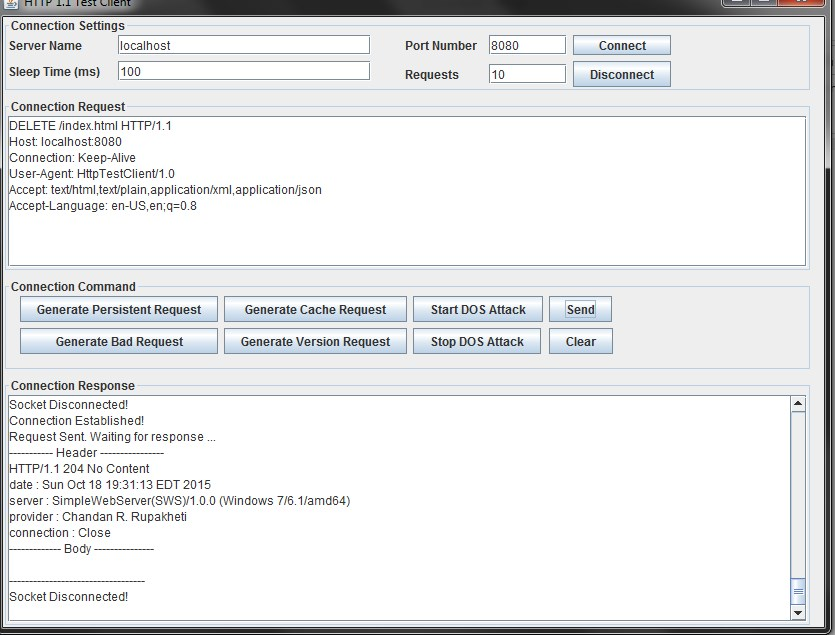 HTTP 1.1 Test Client
Connection Settings
Server Name localhost Port Number 8080 Connect
Sleep Time (ms) 100 Requests 10 Disconnect
Connection Request
DELETE /index.html HTTP/1.1
Host: localhost:8080
Connection: Keep-Alive
User-Agent: HttpTestClient/1.0
Accept: text/html,text/plain,application/xml,application/json
Accept-Language: en-US,en;q=0.8
Connection Command
Generate Persistent Request Generate Cache Request Start DOS Attack Send
Generate Bad Request Generate Version Request Stop DOS Attack Clear
Connection Response
Socket Disconnected!
Connection Established!
Request Sent. Waiting for response ...
----------- Header ----------------
HTTP/1.1 204 No Content
date : Sun Oct 18 19:31:13 EDT 2015
server : SimpleWebServer(SWS)/1.0.0 (Windows 7/6.1/amd64)
provider : Chandan R. Rupakheti
connection : Close
------------- Body ---------------
----------------------------------
Socket Disconnected!